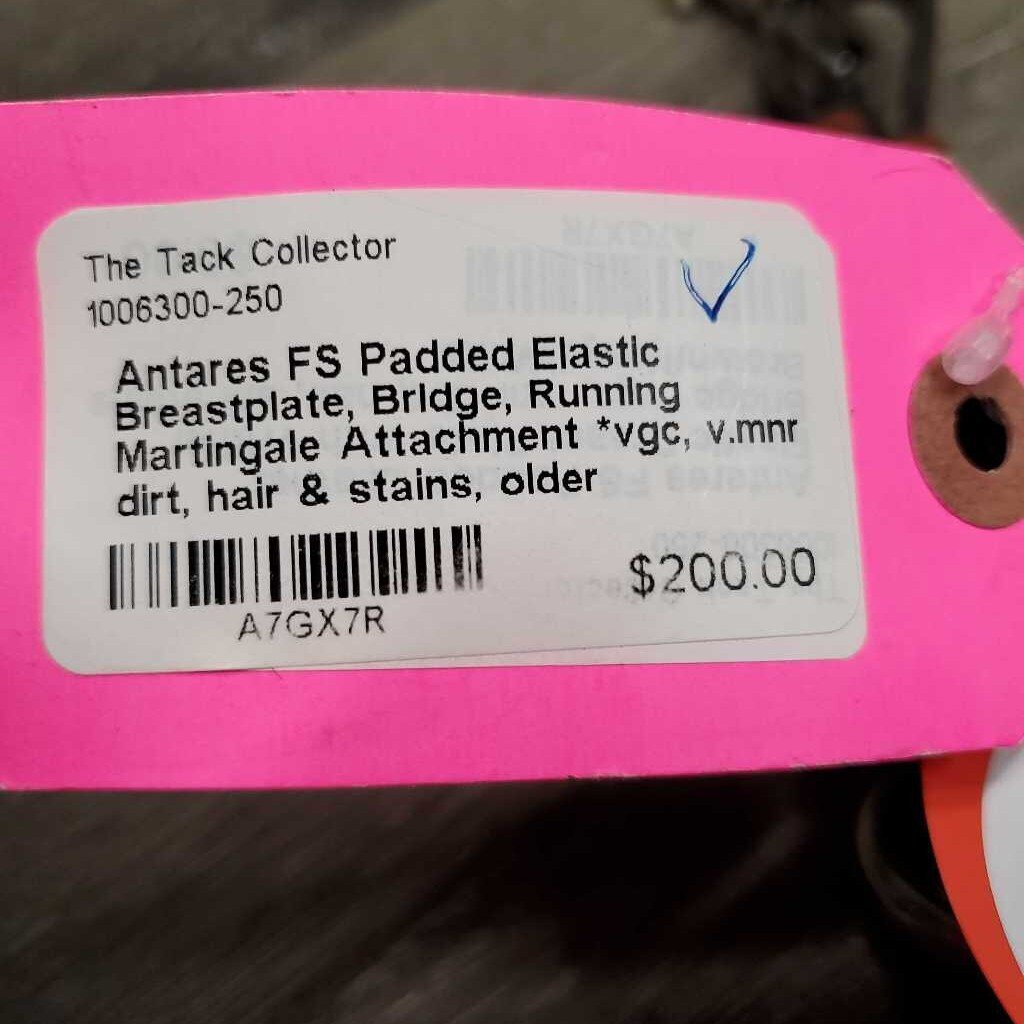 The Tack Collector
1006300-250
Antares FS Padded Elastic
Breastplate, Bridge, Running
Martingale Attachment *vgc, v.mnr
dirt, hair & stains, older
$200.00
A7GX7R